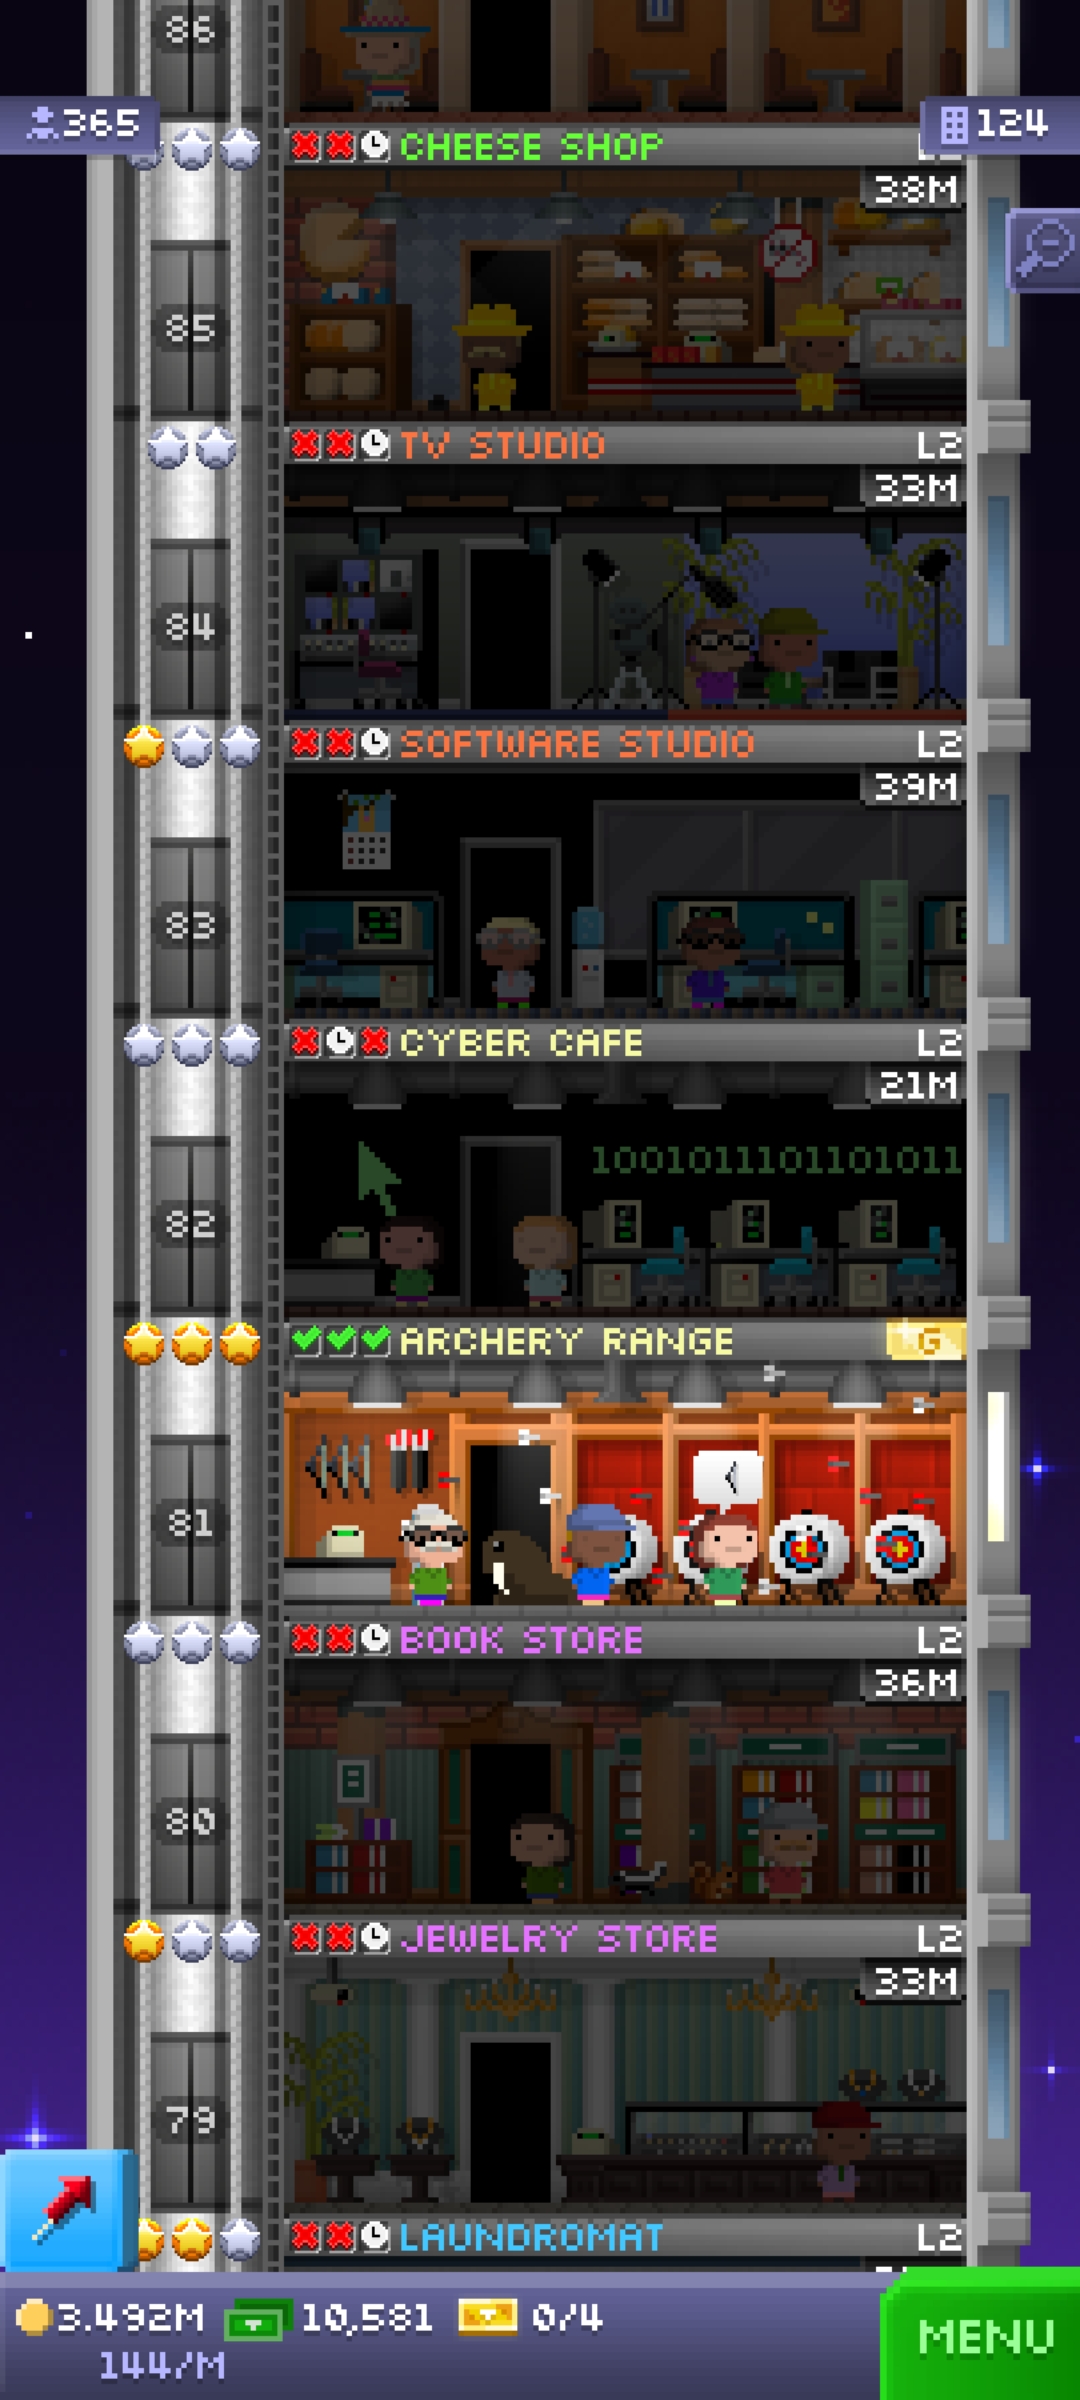 86
365
124
CHEESE SHOP
38M
85
TV STUDIO L2
33M
84
SOFTWARE STUDIO L2
39M
83
CYBER CAFE L2
21M
1001011101101011
82
ARCHERY RANGE G
81
BOOK STORE L2
36M
80
JEWELRY STORE L2
33M
79
LAUNDROMAT L2
3.492M 10,581 0/4
144/M
MENU